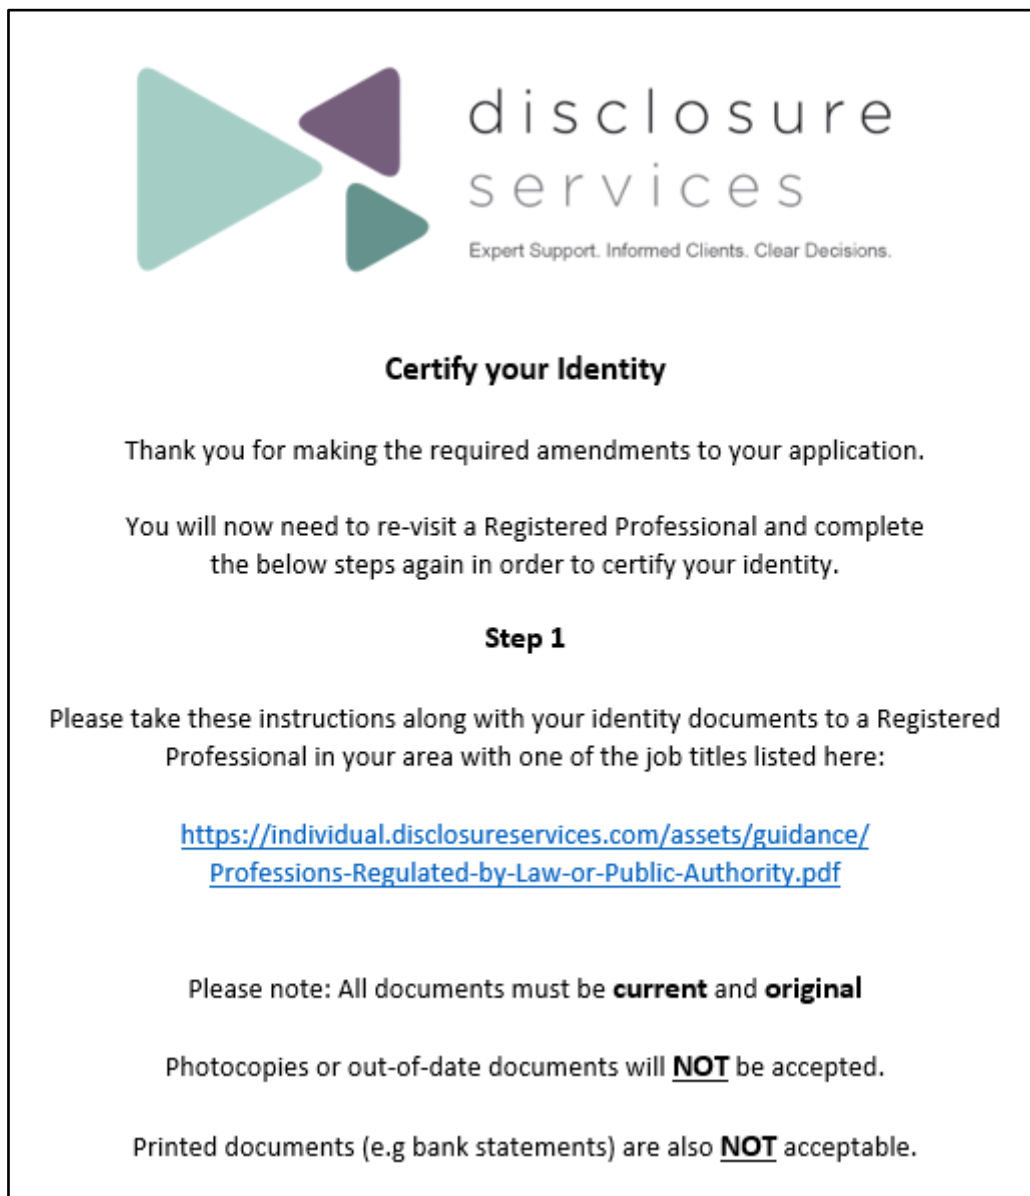 disclosure
services
Expert Support. Informed Clients. Clear Decisions.
Certify your Identity
Thank you for making the required amendments to your application.
You will now need to re-visit a Registered Professional and complete
the below steps again in order to certify your identity.
Step 1
Please take these instructions along with your identity documents to a Registered
Professional in your area with one of the job titles listed here:
https://individual.disclosureservices.com/assets/guidance/
Professions-Regulated-by-Law-or-Public-Authority.pdf
Please note: All documents must be current and original
Photocopies or out-of-date documents will NOT be accepted.
Printed documents (e.g bank statements) are also NOT acceptable.